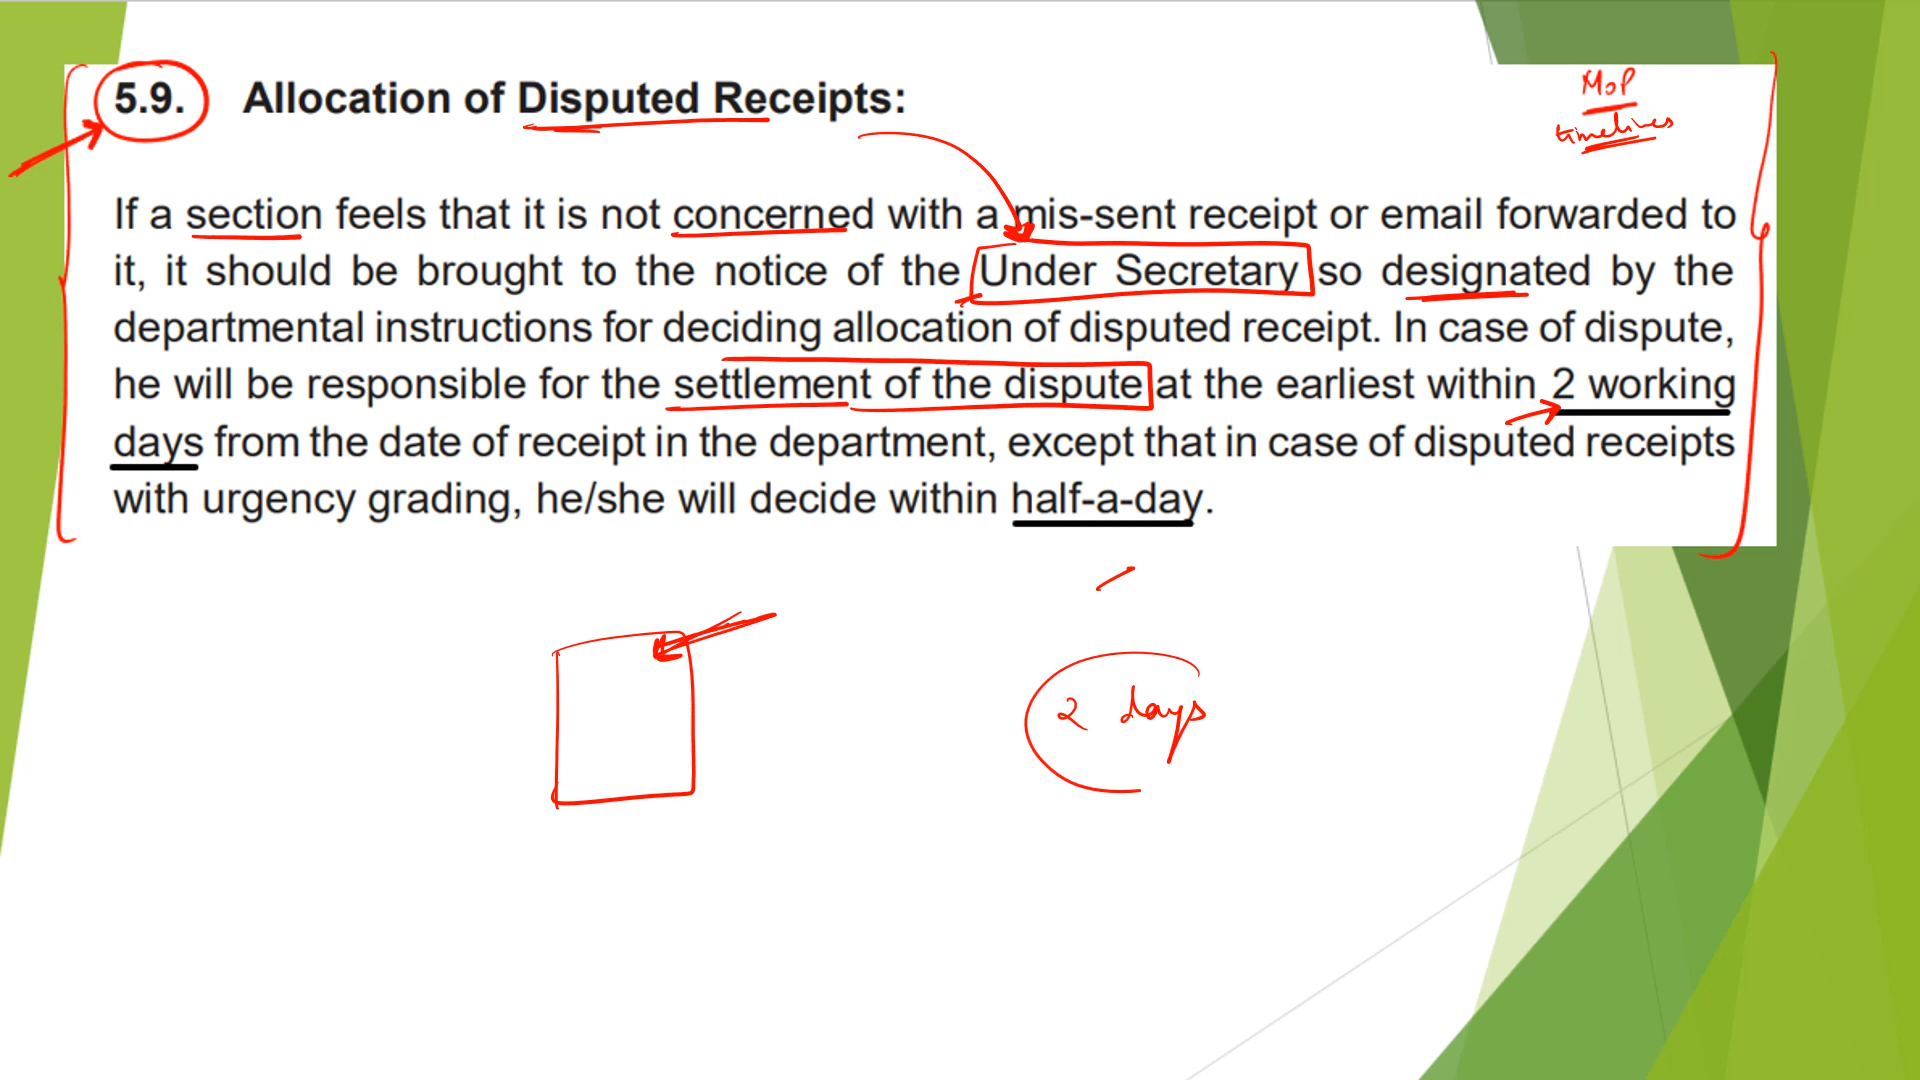 5.9. Allocation of Disputed Receipts:
MoP
timelines
If a section feels that it is not concerned with a mis-sent receipt or email forwarded to
it, it should be brought to the notice of the Under Secretary so designated by the
departmental instructions for deciding allocation of disputed receipt. In case of dispute,
he will be responsible for the settlement of the dispute at the earliest within 2 working
days from the date of receipt in the department, except that in case of disputed receipts
with urgency grading, he/she will decide within half-a-day.
2 days